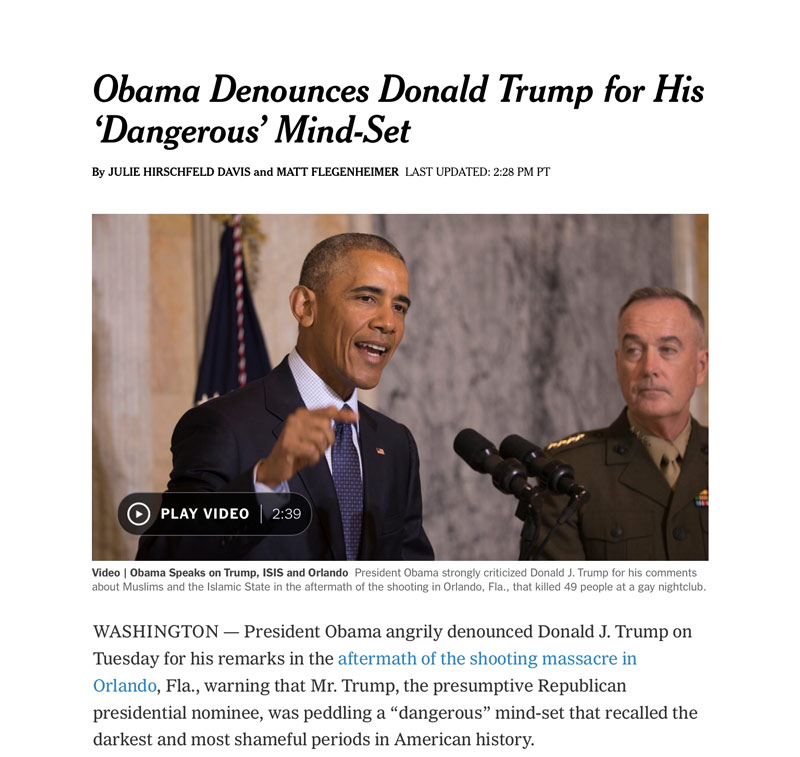 Obama Denounces Donald Trump for His
‘Dangerous’ Mind-Set
By JULIE HIRSCHFELD DAVIS and MATT FLEGENHEIMER LAST UPDATED: 2:28 PM PT
PLAY VIDEO | 2:39
Video | Obama Speaks on Trump, ISIS and Orlando President Obama strongly criticized Donald J. Trump for his comments
about Muslims and the Islamic State in the aftermath of the shooting in Orlando, Fla., that killed 49 people at a gay nightclub.
WASHINGTON — President Obama angrily denounced Donald J. Trump on
Tuesday for his remarks in the aftermath of the shooting massacre in
Orlando, Fla., warning that Mr. Trump, the presumptive Republican
presidential nominee, was peddling a “dangerous” mind-set that recalled the
darkest and most shameful periods in American history.